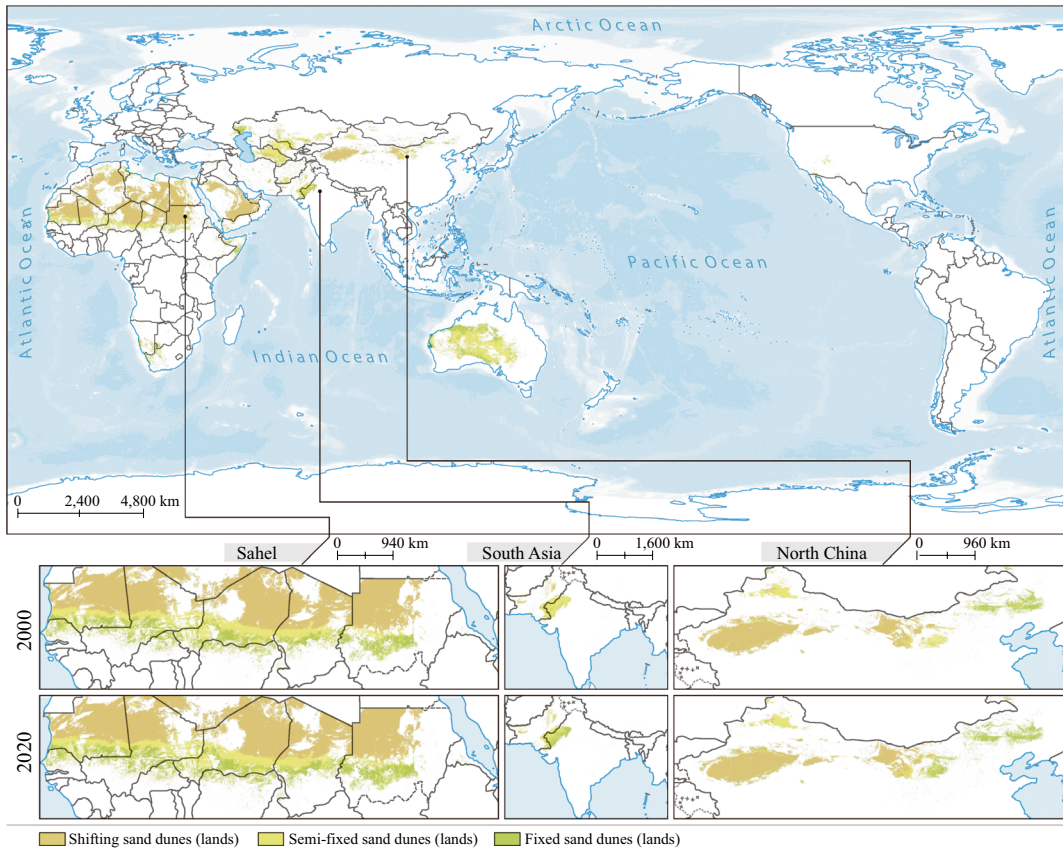 Arctic Ocean
Atlantic Ocean
Pacific Ocean
Indian Ocean
Atlantic Ocean
0 2,400 4,800 km
Sahel
0 940 km
South Asia
0 1,600 km
North China
0 960 km
2000
2020
Shifting sand dunes (lands)
Semi-fixed sand dunes (lands)
Fixed sand dunes (lands)